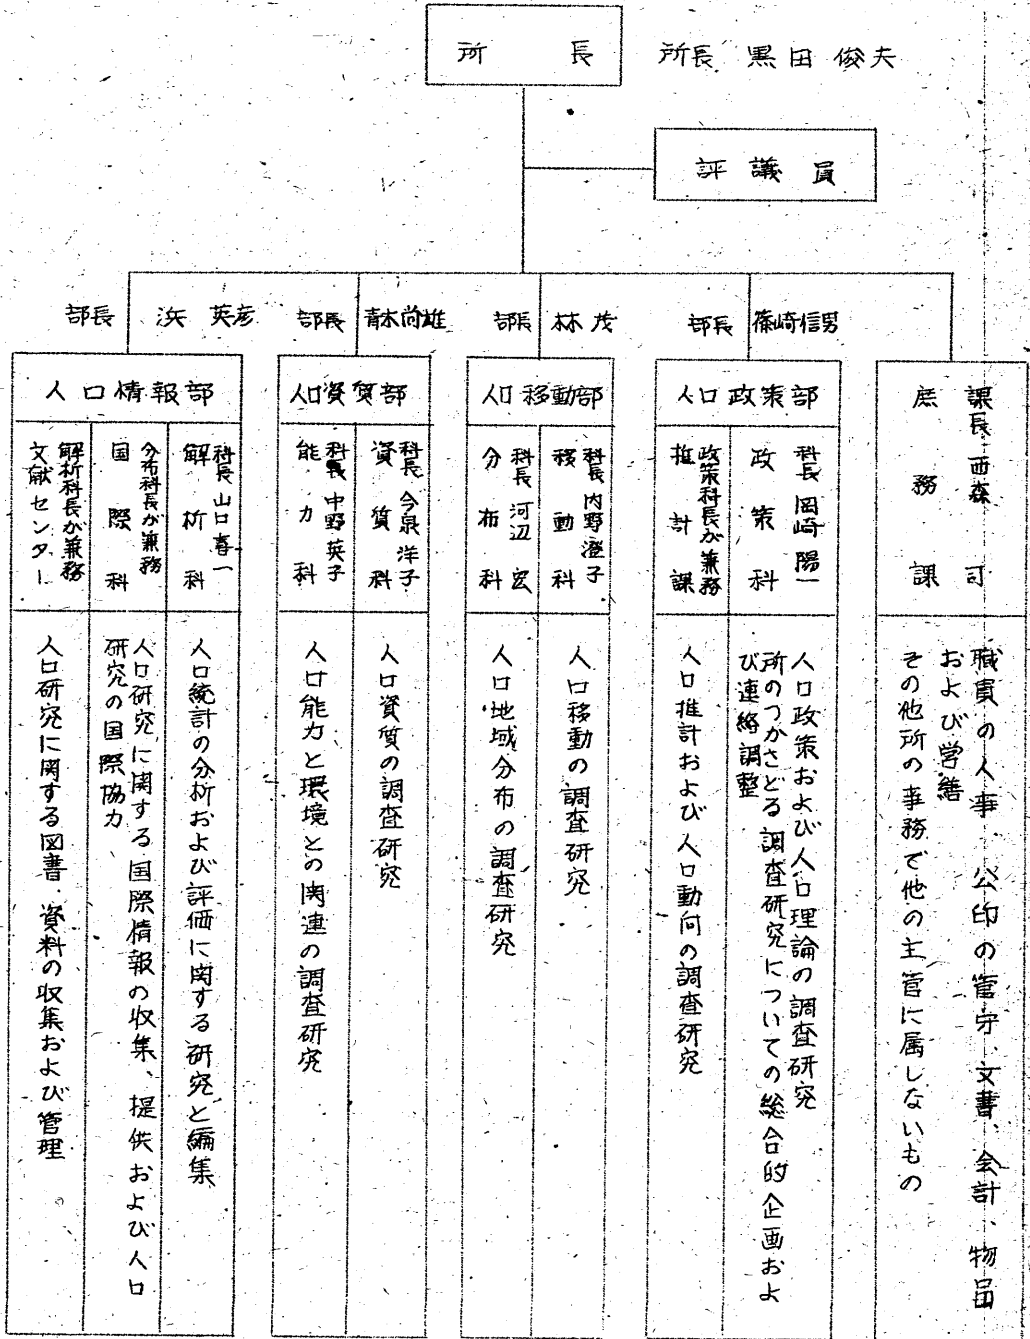 所長
所長 黒田俊夫
評議員
課長 西森 司
庶務課
職員の人事、公印の管守、文書、会計、物品
および営繕
その他所の事務で他の主管に属しないもの
部長 篠崎信男
人口政策部
科長 岡崎陽一
政策科
人口政策および人口理論の調査研究
所のつかさどる調査研究についての総合的企画およ
び連絡調整
政策科長が兼務
推計課
人口推計および人口動向の調査研究
部長 林茂
人口移動部
科長 内野澄子
移動科
人口移動の調査研究
科長 河辺宏
分布科
人口地域分布の調査研究
部長 青木尚雄
人口資質部
科長 今泉洋子
資質科
人口資質の調査研究
科長 中野英子
能力科
人口能力と環境との関連の調査研究
部長 浜英彦
人口情報部
科長 山口喜一
解析科
人口統計の分析および評価に関する研究と編集
分布科長が兼務
国際科
人口研究に関する国際情報の収集、提供および人口
研究の国際協力
解析科長が兼務
文献センター
人口研究に関する図書、資料の収集および管理